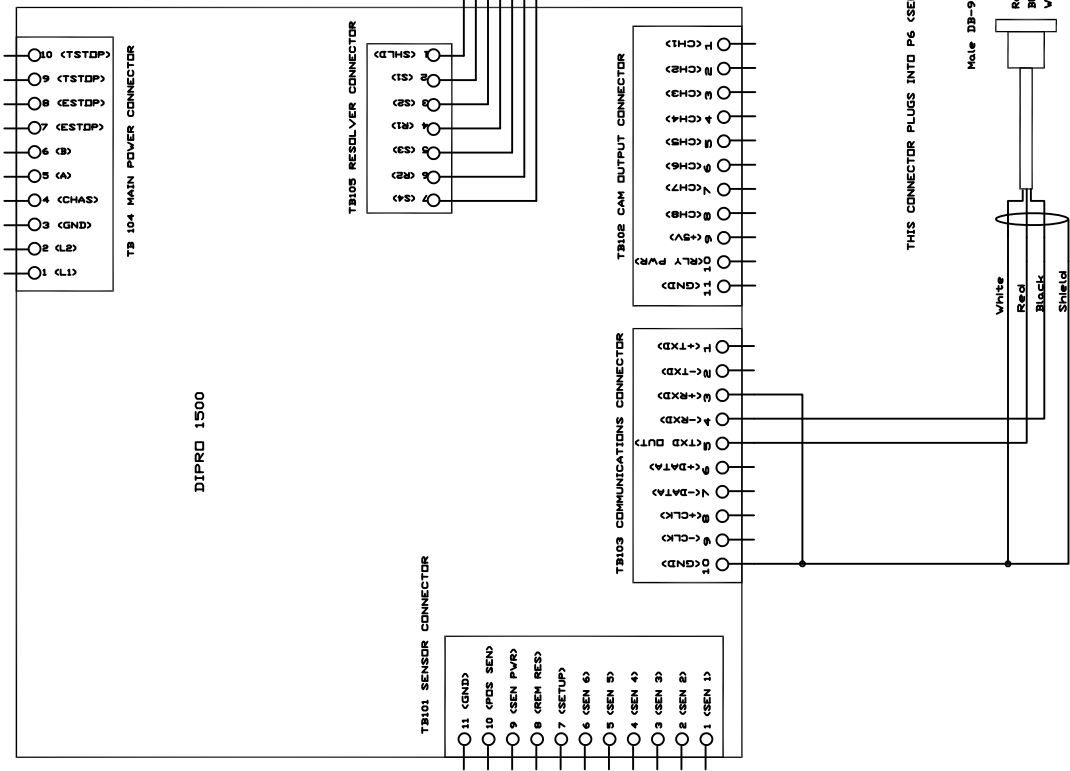 10 (TSTOP)
9 (TSTOP)
8 (ESTOP)
7 (ESTOP)
6 (B)
5 (A)
4 (CHAS)
3 (GND)
2 (L2)
1 (L1)
TB 104 MAIN POWER CONNECTOR
TB105 RESOLVER CONNECTOR
1 (SHLD)
2 (S1)
3 (S2)
4 (R1)
5 (S3)
6 (R2)
7 (S4)
TB102 CAM OUTPUT CONNECTOR
1 (CH1)
2 (CH2)
3 (CH3)
4 (CH4)
5 (CH5)
6 (CH6)
7 (CH7)
8 (CH8)
9 (+5V)
10 (RLY PWR)
11 (GND)
TB103 COMMUNICATIONS CONNECTOR
1 (+TXD)
2 (-TXD)
3 (+RXD)
4 (-RXD)
5 (TXD OUT)
6 (+DATA)
7 (-DATA)
8 (+CLK)
9 (-CLK)
10 (GND)
DIPRO 1500
TB101 SENSOR CONNECTOR
11 (GND)
10 (POS SEN)
9 (SEN PWR)
8 (REM RES)
7 (SETUP)
6 (SEN 6)
5 (SEN 5)
4 (SEN 4)
3 (SEN 3)
2 (SEN 2)
1 (SEN 1)
THIS CONNECTOR PLUGS INTO P6 (SE
Male DB-9
White
Red
Black
Shield